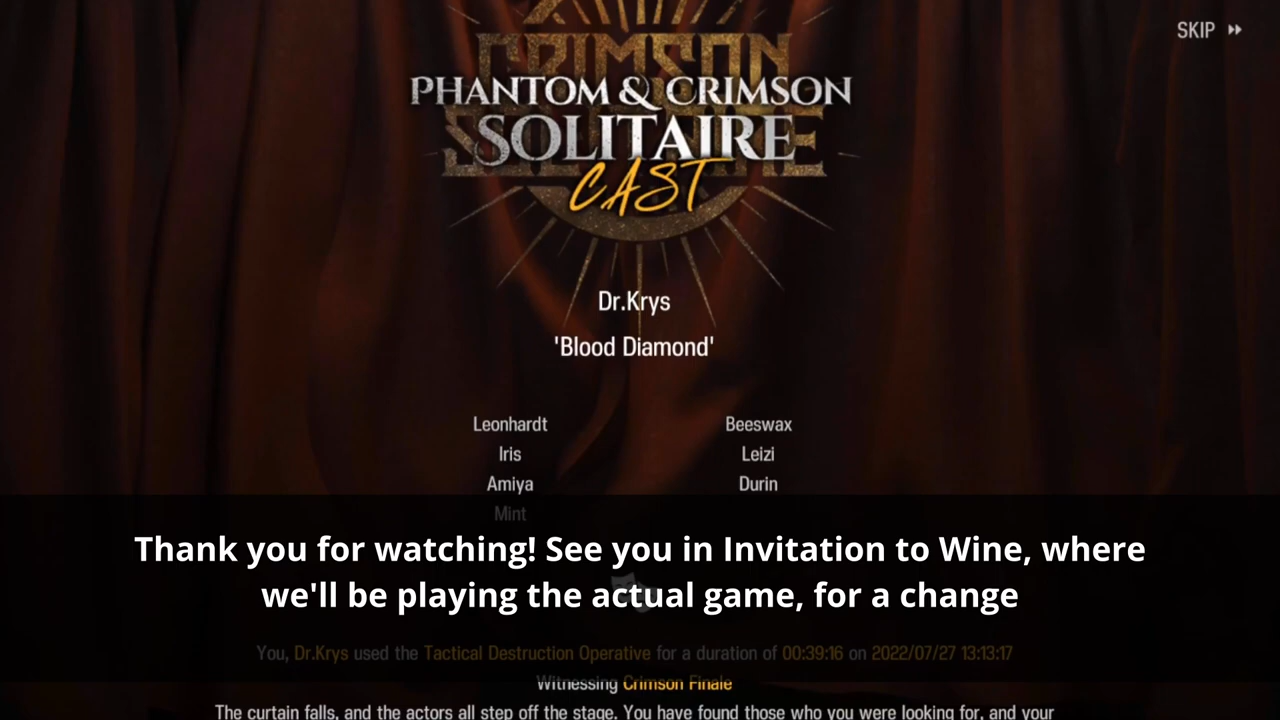 SKIP
CRIMSON
PHANTOM & CRIMSON
SOLITAIRE
CAST
Dr.Krys
'Blood Diamond'
Leonhardt Beeswax
Iris Leizi
Amiya Durin
Mint
Thank you for watching! See you in Invitation to Wine, where
we'll be playing the actual game, for a change
You, Dr.Krys used the Tactical Destruction Operative for a duration of 00:39:16 on 2022/07/27 13:13:17
Witnessing Crimson Finale
The curtain falls, and the actors all step off the stage. You have found those who you were looking for, and your